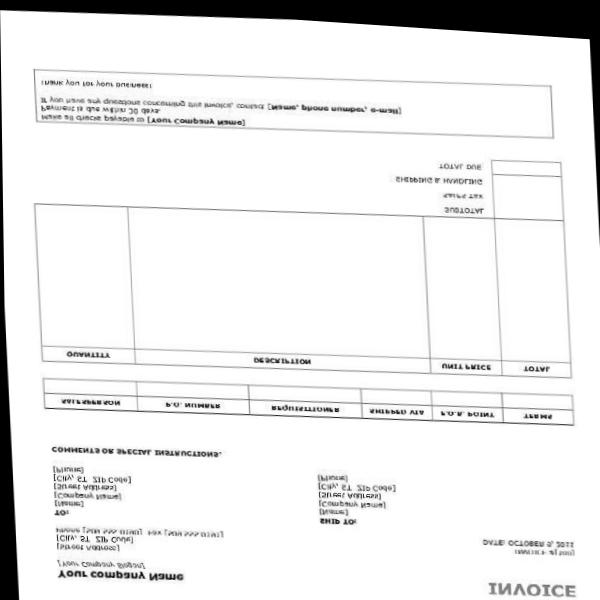 INVOICE
Your company Name
[Your Company Slogan]
INVOICE #[100]
DATE: OCTOBER 5, 2011
[Street Address]
[City, ST ZIP Code]
Phone [509.555.0190] Fax [509.555.0191]
TO:
[Name]
[Company Name]
[Street Address]
[City, ST ZIP Code]
[Phone]
SHIP TO:
[Name]
[Company Name]
[Street Address]
[City, ST ZIP Code]
[Phone]
COMMENTS OR SPECIAL INSTRUCTIONS:
SALESPERSON P.O. NUMBER REQUISITIONER SHIPPED VIA F.O.B. POINT TERMS
QUANTITY DESCRIPTION UNIT PRICE TOTAL
SUBTOTAL
SALES TAX
SHIPPING & HANDLING
TOTAL DUE
Make all checks payable to [Your Company Name]
Payment is due within 30 days.
If you have any questions concerning this invoice, contact [Name, phone number, e-mail]
Thank you for your business!